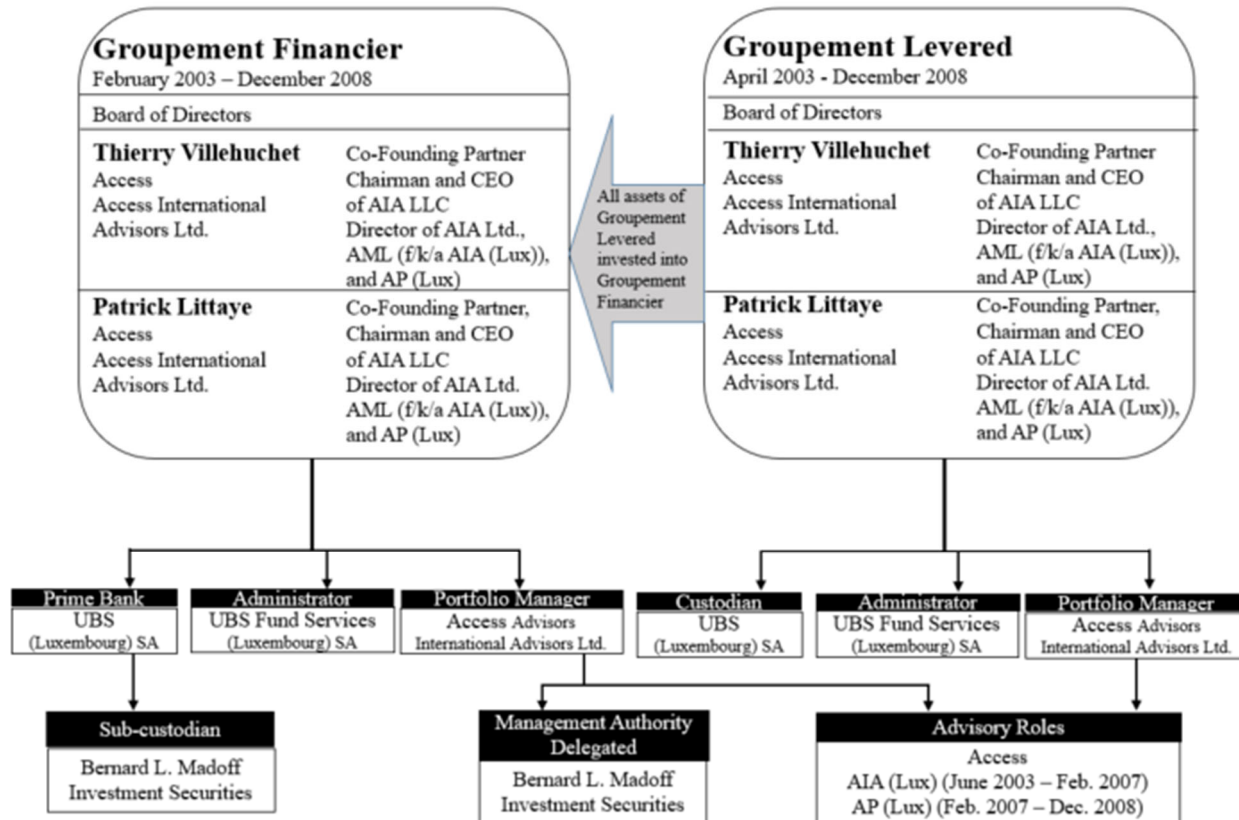 Groupement Financier
February 2003 – December 2008
Board of Directors
Thierry Villehuchet
Access
Access International
Advisors Ltd.
Co-Founding Partner
Chairman and CEO
of AIA LLC
Director of AIA Ltd.,
AML (f/k/a AIA (Lux)),
and AP (Lux)
Patrick Littaye
Access
Access International
Advisors Ltd.
Co-Founding Partner,
Chairman and CEO
of AIA LLC
Director of AIA Ltd.
AML (f/k/a AIA (Lux)),
and AP (Lux)
All assets of
Groupement
Levered
invested into
Groupement
Financier
Groupement Levered
April 2003 - December 2008
Board of Directors
Thierry Villehuchet
Access
Access International
Advisors Ltd.
Co-Founding Partner
Chairman and CEO
of AIA LLC
Director of AIA Ltd.,
AML (f/k/a AIA (Lux)),
and AP (Lux)
Patrick Littaye
Access
Access International
Advisors Ltd.
Co-Founding Partner,
Chairman and CEO
of AIA LLC
Director of AIA Ltd.
AML (f/k/a AIA (Lux)),
and AP (Lux)
Prime Bank
UBS
(Luxembourg) SA
Administrator
UBS Fund Services
(Luxembourg) SA
Portfolio Manager
Access Advisors
International Advisors Ltd.
Custodian
UBS
(Luxembourg) SA
Administrator
UBS Fund Services
(Luxembourg) SA
Portfolio Manager
Access Advisors
International Advisors Ltd.
Sub-custodian
Bernard L. Madoff
Investment Securities
Management Authority
Delegated
Bernard L. Madoff
Investment Securities
Advisory Roles
Access
AIA (Lux) (June 2003 – Feb. 2007)
AP (Lux) (Feb. 2007 – Dec. 2008)